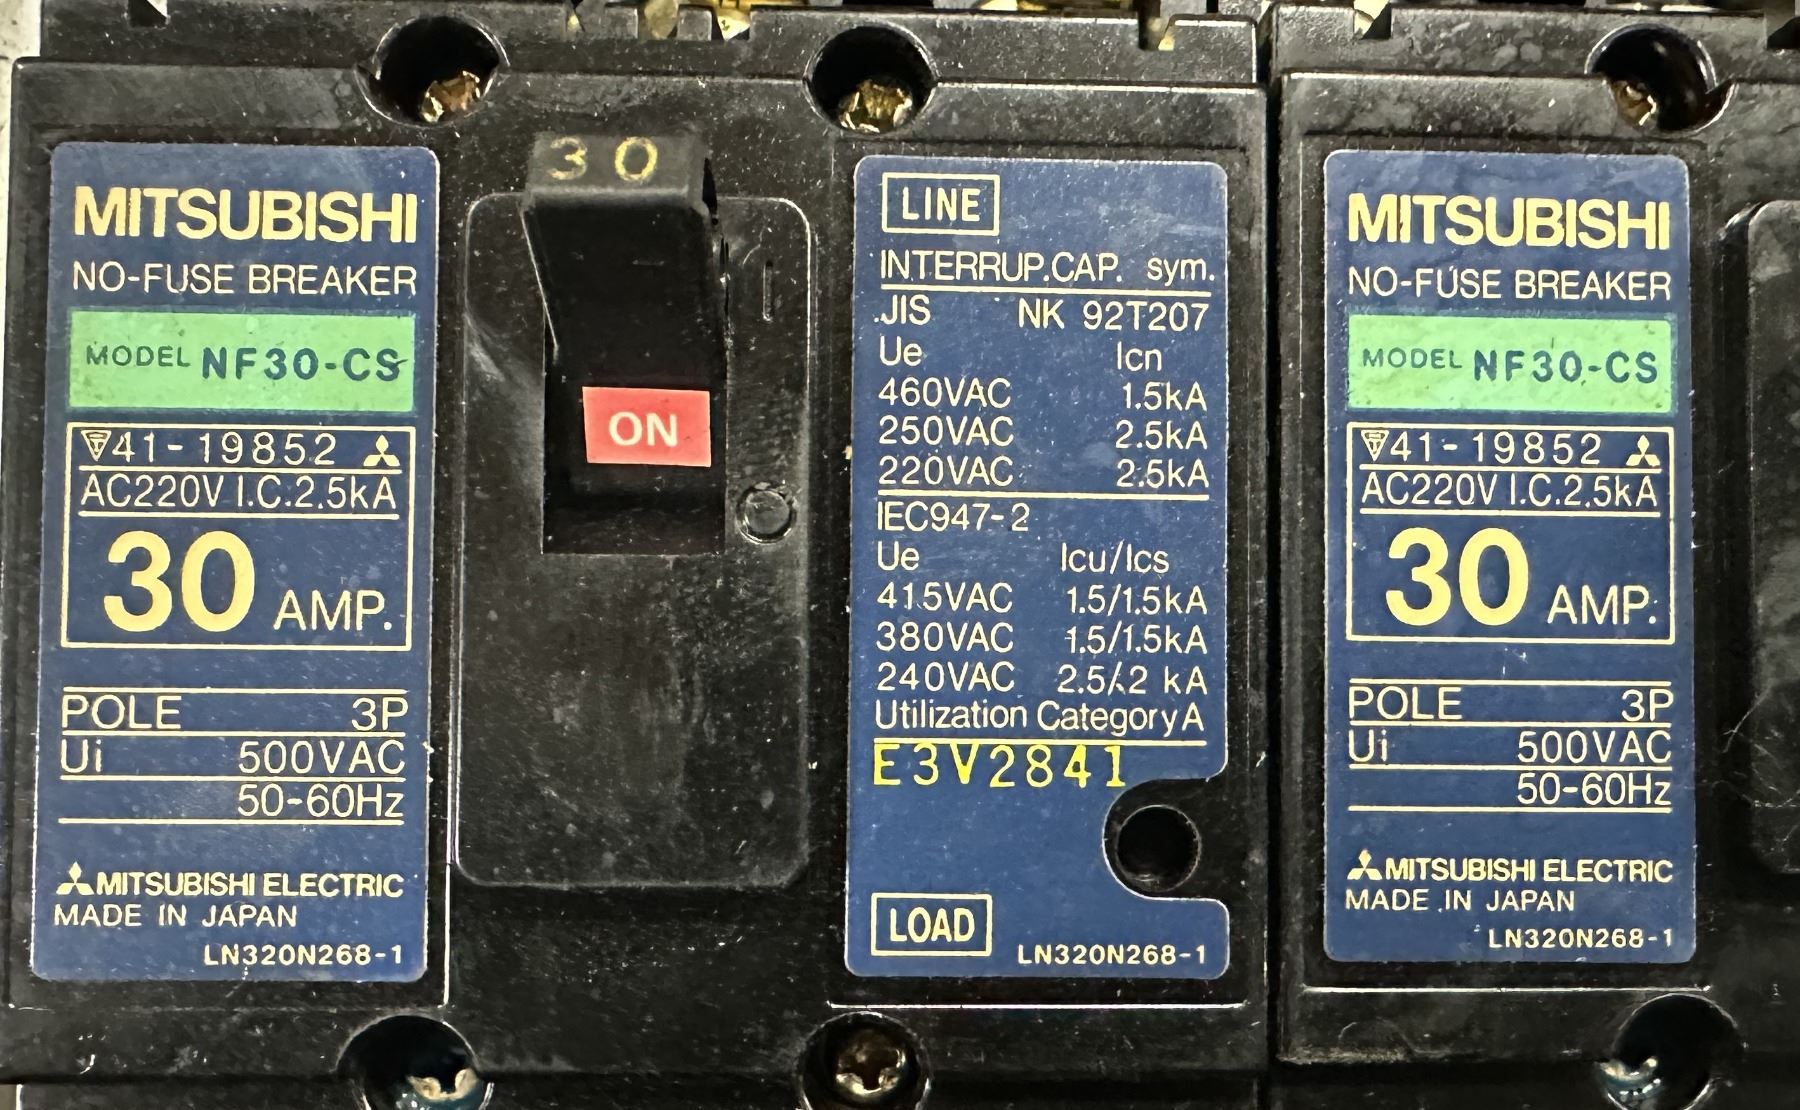 MITSUBISHI
NO-FUSE BREAKER
MODEL NF30-CS
41-19852
AC220V I.C.2.5kA
30 AMP.
POLE 3P
Ui 500VAC
50-60Hz
MITSUBISHI ELECTRIC
MADE IN JAPAN
LN320N268-1
30
ON
LINE
INTERRUP.CAP. sym.
JIS NK 92T207
Ue Icn
460VAC 1.5kA
250VAC 2.5kA
220VAC 2.5kA
IEC947-2
Ue Icu/Ics
415VAC 1.5/1.5kA
380VAC 1.5/1.5kA
240VAC 2.5/2 kA
Utilization Category A
E3V2841
LOAD
LN320N268-1
MITSUBISHI
NO-FUSE BREAKER
MODEL NF30-CS
41-19852
AC220V I.C.2.5kA
30 AMP.
POLE 3P
Ui 500VAC
50-60Hz
MITSUBISHI ELECTRIC
MADE IN JAPAN
LN320N268-1